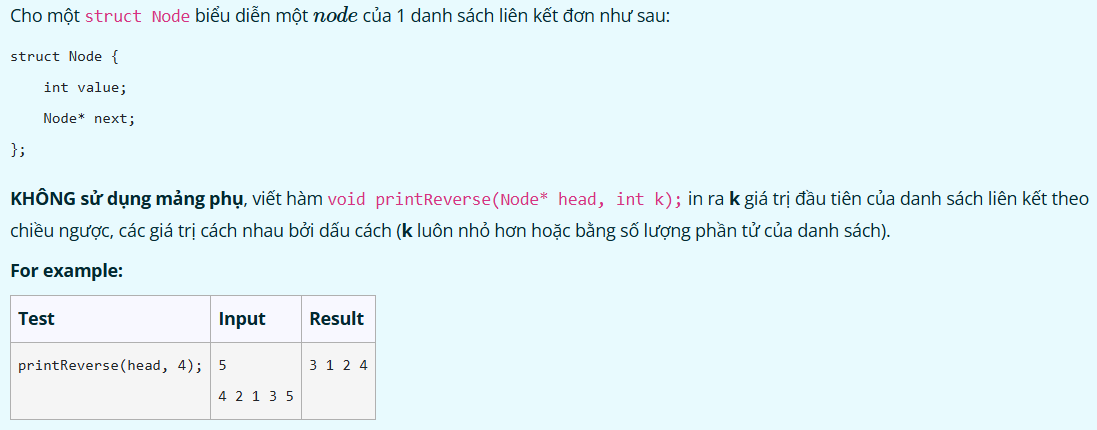 Cho một struct Node biểu diễn một node của 1 danh sách liên kết đơn như sau:
struct Node {
    int value;
    Node* next;
};
KHÔNG sử dụng mảng phụ, viết hàm void printReverse(Node* head, int k); in ra k giá trị đầu tiên của danh sách liên kết theo
chiều ngược, các giá trị cách nhau bởi dấu cách (k luôn nhỏ hơn hoặc bằng số lượng phần tử của danh sách).
For example:
Test Input Result
printReverse(head, 4); 5 3 1 2 4
4 2 1 3 5